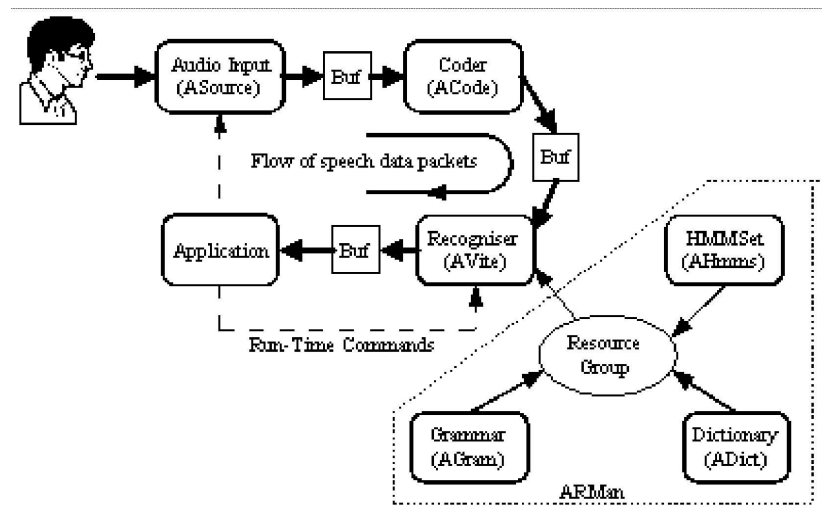 Audio Input
(ASource)
Buf
Coder
(ACode)
Buf
Flow of speech data packets
Application
Buf
Recogniser
(AVite)
HMMSet
(AHmms)
Run-Time Commands
Resource
Group
Grammar
(AGram)
Dictionary
(ADict)
ARMan